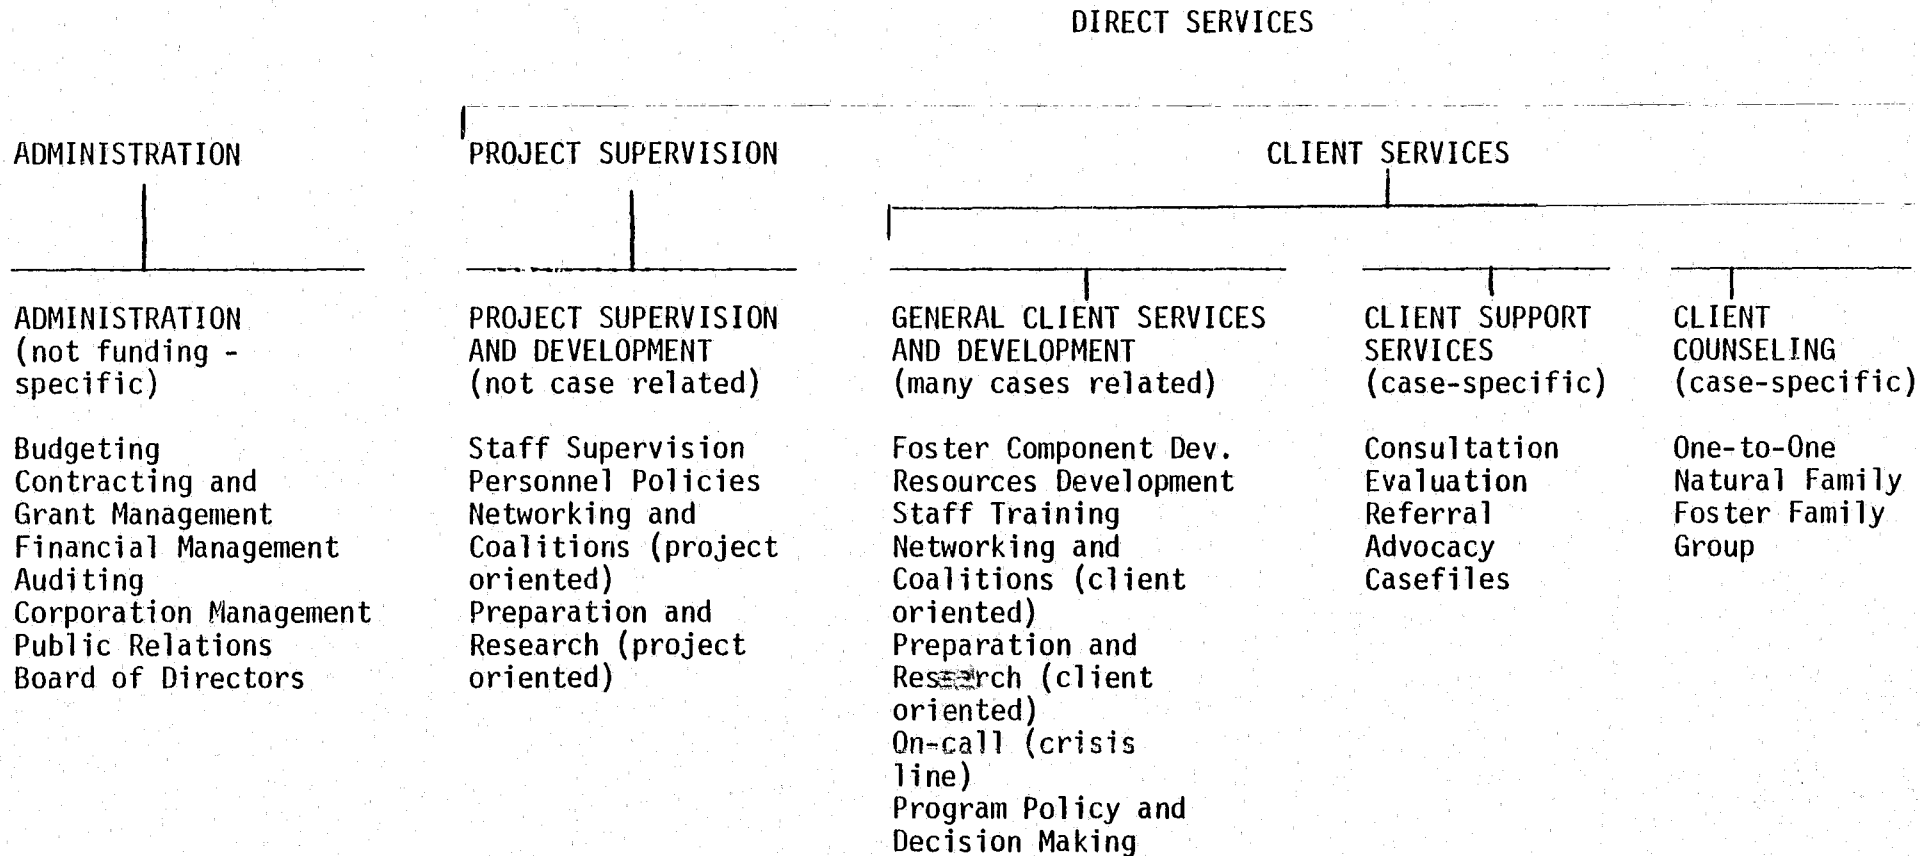 DIRECT SERVICES
ADMINISTRATION
PROJECT SUPERVISION
CLIENT SERVICES
ADMINISTRATION
(not funding -
specific)
Budgeting
Contracting and
Grant Management
Financial Management
Auditing
Corporation Management
Public Relations
Board of Directors
PROJECT SUPERVISION
AND DEVELOPMENT
(not case related)
Staff Supervision
Personnel Policies
Networking and
Coalitions (project
oriented)
Preparation and
Research (project
oriented)
GENERAL CLIENT SERVICES
AND DEVELOPMENT
(many cases related)
Foster Component Dev.
Resources Development
Staff Training
Networking and
Coalitions (client
oriented)
Preparation and
Research (client
oriented)
On-call (crisis
line)
Program Policy and
Decision Making
CLIENT SUPPORT
SERVICES
(case-specific)
Consultation
Evaluation
Referral
Advocacy
Casefiles
CLIENT
COUNSELING
(case-specific)
One-to-One
Natural Family
Foster Family
Group